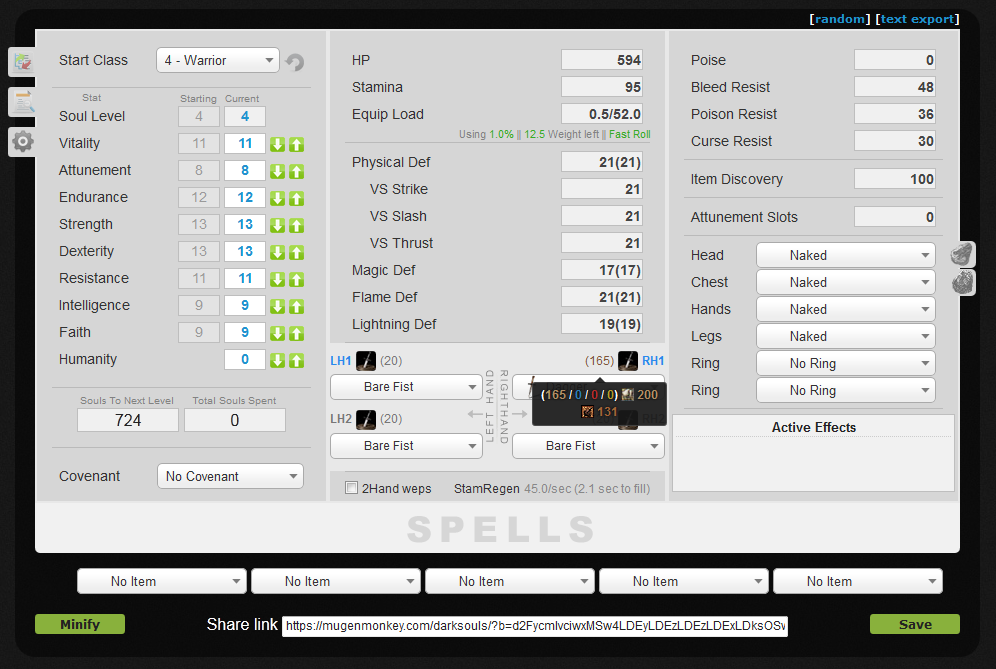 [random] [text export]
Start Class 4 - Warrior
Stat Starting Current
Soul Level 4 4
Vitality 11 11
Attunement 8 8
Endurance 12 12
Strength 13 13
Dexterity 13 13
Resistance 11 11
Intelligence 9 9
Faith 9 9
Humanity 0
Souls To Next Level Total Souls Spent
724 0
Covenant No Covenant
HP 594
Stamina 95
Equip Load 0.5/52.0
Using 1.0% || 12.5 Weight left || Fast Roll
Physical Def 21(21)
VS Strike 21
VS Slash 21
VS Thrust 21
Magic Def 17(17)
Flame Def 21(21)
Lightning Def 19(19)
LH1 (20) (165) RH1
Bare Fist
LEFT HAND
RIGHT HAND
(165 / 0 / 0 / 0) 200
131
LH2 (20) RH2
Bare Fist Bare Fist
2Hand weps StamRegen 45.0/sec (2.1 sec to fill)
Poise 0
Bleed Resist 48
Poison Resist 36
Curse Resist 30
Item Discovery 100
Attunement Slots 0
Head Naked
Chest Naked
Hands Naked
Legs Naked
Ring No Ring
Ring No Ring
Active Effects
SPELLS
No Item No Item No Item No Item No Item
Minify Share link Save